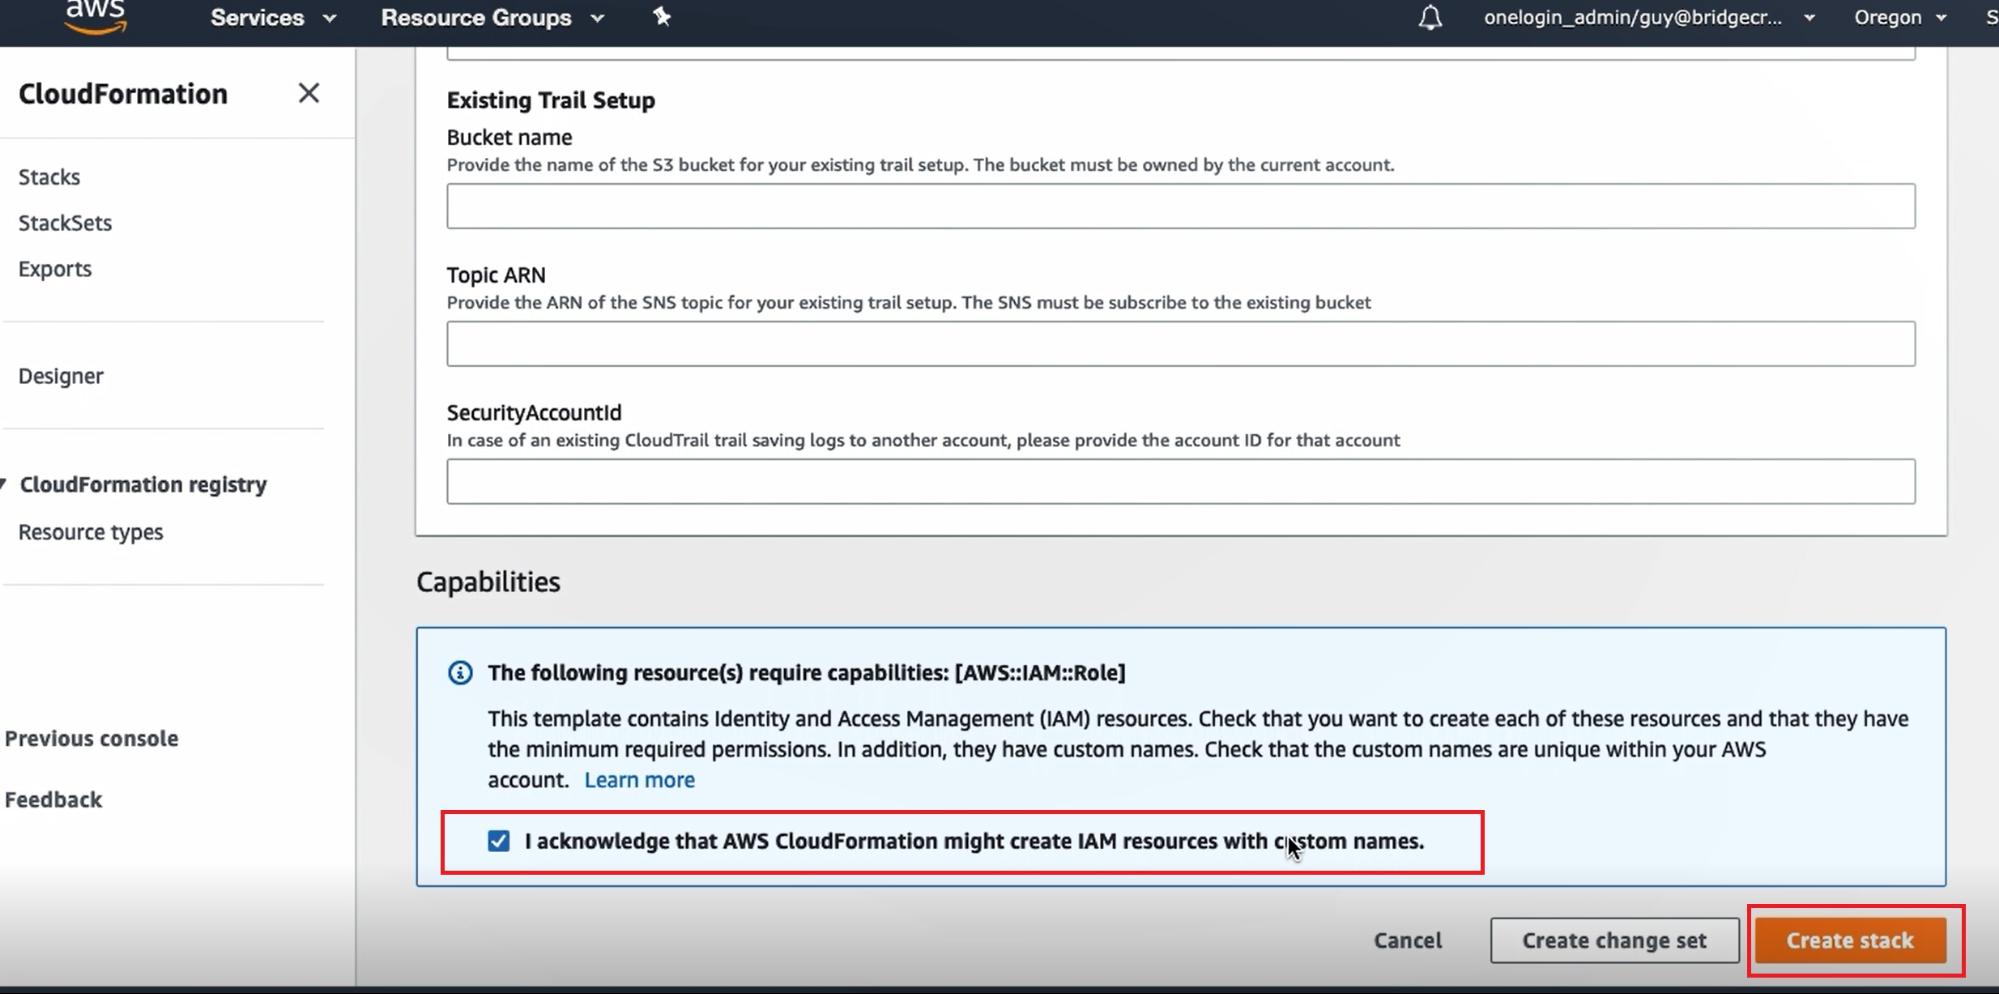 aws
Services
Resource Groups
onelogin_admin/guy@bridgecr...
Oregon
S
CloudFormation
Stacks
StackSets
Exports
Designer
CloudFormation registry
Resource types
Previous console
Feedback
Existing Trail Setup
Bucket name
Provide the name of the S3 bucket for your existing trail setup. The bucket must be owned by the current account.
Topic ARN
Provide the ARN of the SNS topic for your existing trail setup. The SNS must be subscribe to the existing bucket
SecurityAccountId
In case of an existing CloudTrail trail saving logs to another account, please provide the account ID for that account
Capabilities
The following resource(s) require capabilities: [AWS::IAM::Role]
This template contains Identity and Access Management (IAM) resources. Check that you want to create each of these resources and that they have
the minimum required permissions. In addition, they have custom names. Check that the custom names are unique within your AWS
account. Learn more
I acknowledge that AWS CloudFormation might create IAM resources with custom names.
Cancel
Create change set
Create stack